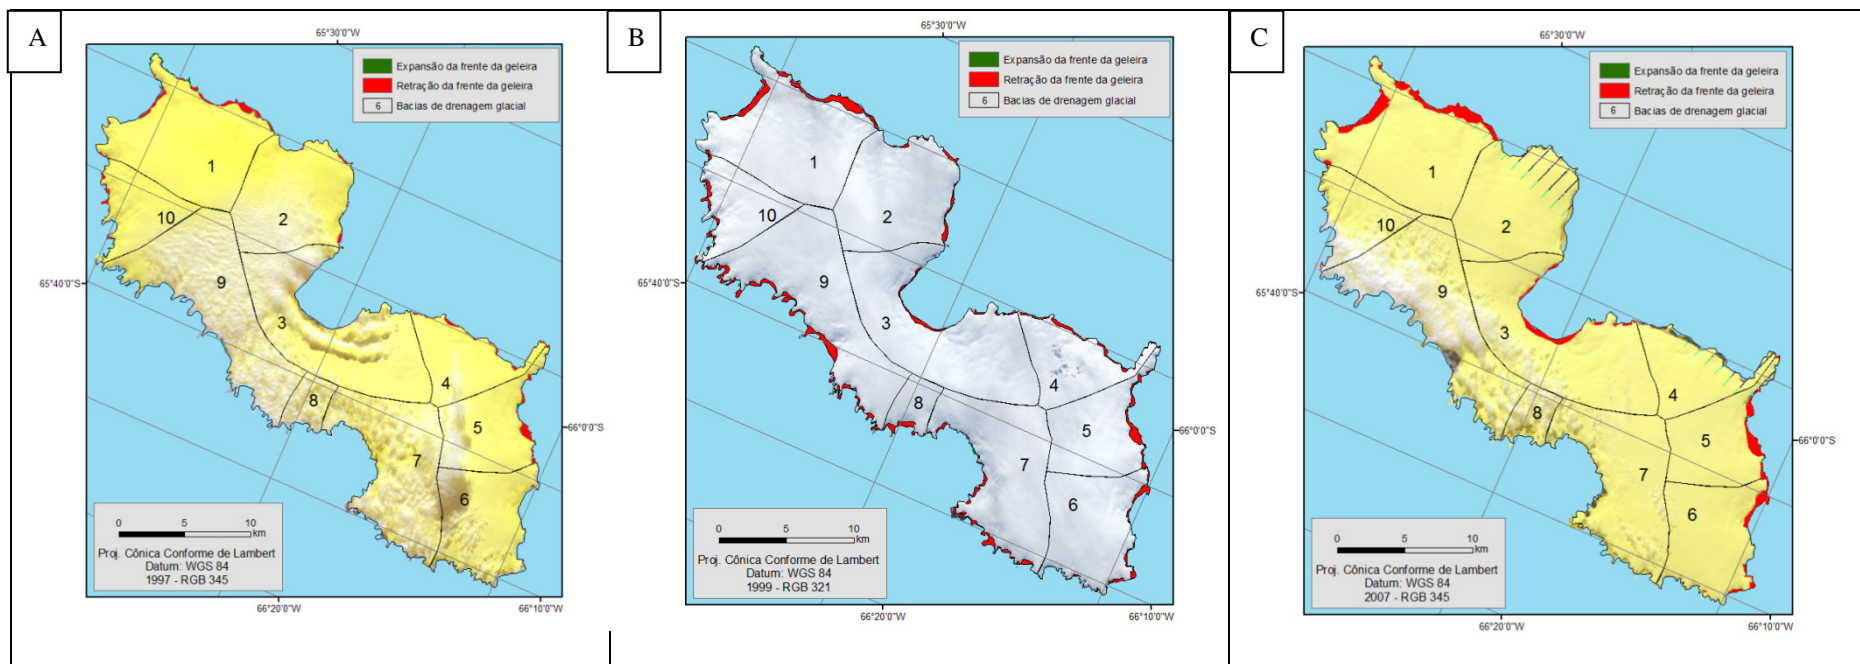 A
65°30'0"W
Expansão da frente da geleira
Retração da frente da geleira
6 Bacias de drenagem glacial
1
10
2
9
3
65°40'0"S
4
8
5
66°0'0"S
7
6
0 5 10
km
Proj. Cônica Conforme de Lambert
Datum: WGS 84
1997 - RGB 345
66°20'0"W
66°10'0"W
B
65°30'0"W
Expansão da frente da geleira
Retração da frente da geleira
6 Bacias de drenagem glacial
1
10
2
9
3
65°40'0"S
4
8
5
66°0'0"S
7
6
0 5 10
km
Proj. Cônica Conforme de Lambert
Datum: WGS 84
1999 - RGB 321
66°20'0"W
66°10'0"W
C
65°30'0"W
Expansão da frente da geleira
Retração da frente da geleira
6 Bacias de drenagem glacial
1
10
2
9
3
65°40'0"S
4
8
5
66°0'0"S
7
6
0 5 10
km
Proj. Cônica Conforme de Lambert
Datum: WGS 84
2007 - RGB 345
66°20'0"W
66°10'0"W